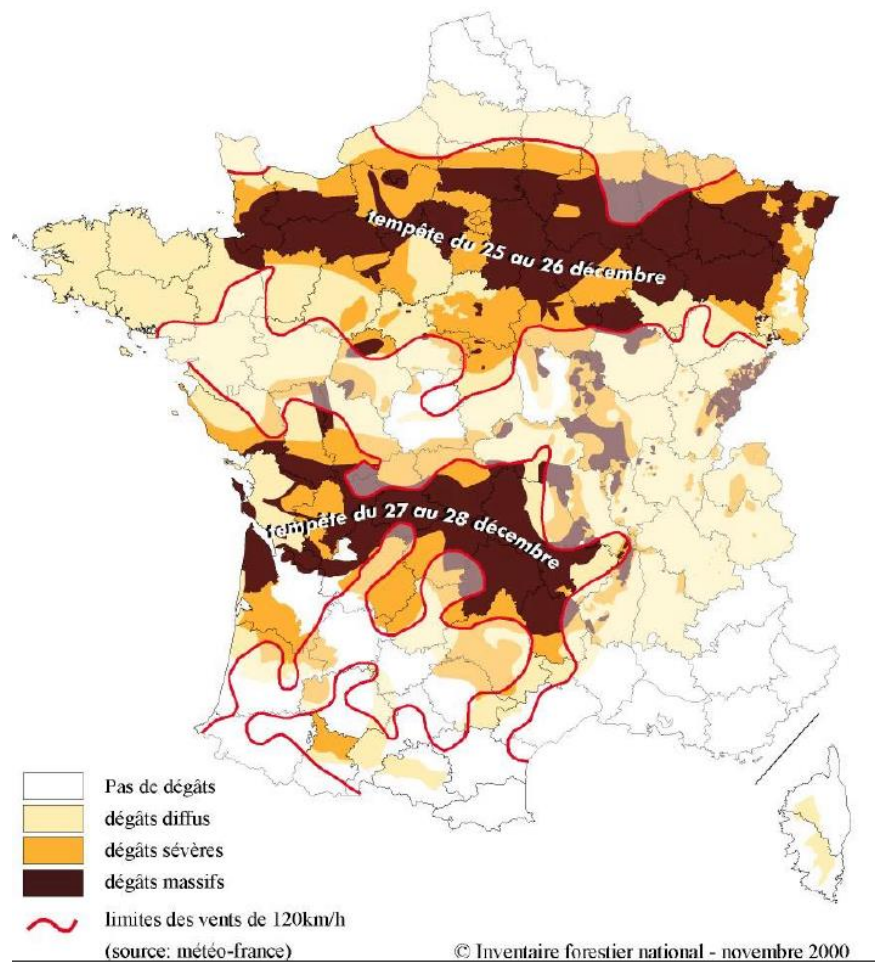 tempête du 25 au 26 décembre
tempête du 27 au 28 décembre
Pas de dégâts
dégâts diffus
dégâts sévères
dégâts massifs
limites des vents de 120km/h
(source: météo-france)
© Inventaire forestier national - novembre 2000